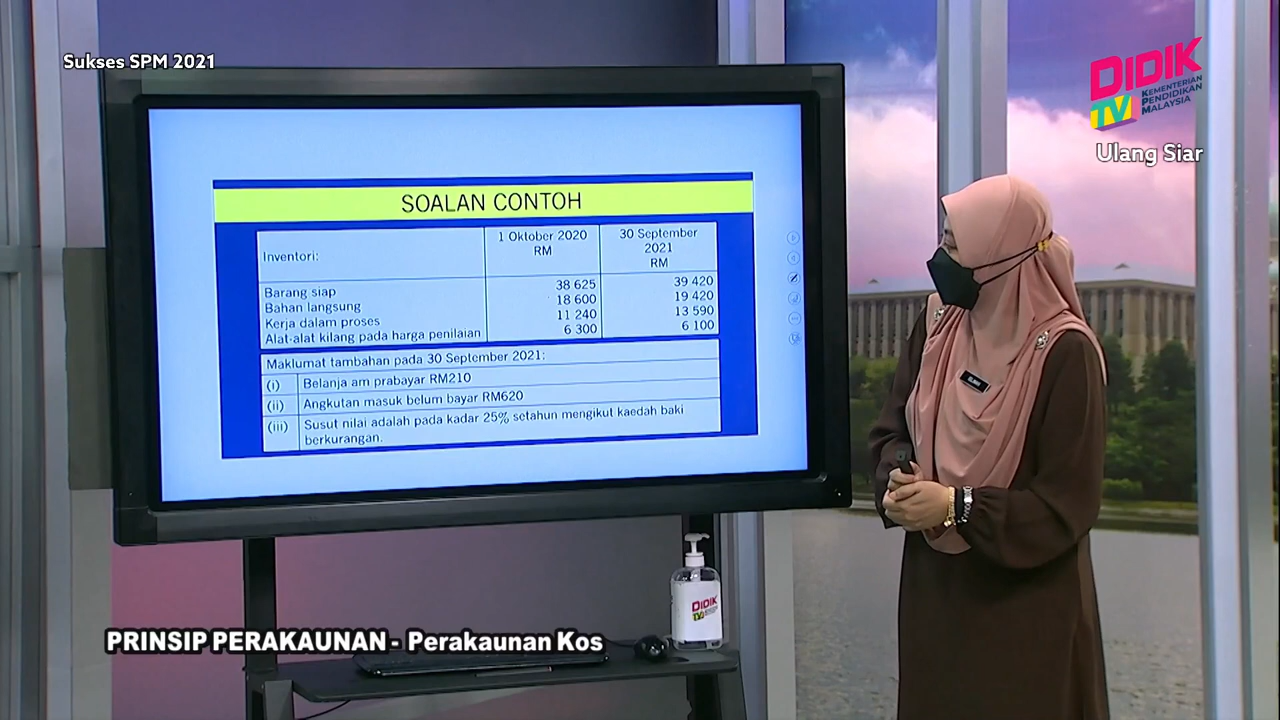 Sukses SPM 2021
DIDIK
TV
KEMENTERIAN
PENDIDIKAN
MALAYSIA
Ulang Siar
SOALAN CONTOH
Inventori:
1 Oktober 2020
RM
30 September
2021
RM
Barang siap 38 625 39 420
Bahan langsung 18 600 19 420
Kerja dalam proses 11 240 13 590
Alat-alat kilang pada harga penilaian 6 300 6 100
Maklumat tambahan pada 30 September 2021:
(i) Belanja am prabayar RM210
(ii) Angkutan masuk belum bayar RM620
(iii) Susut nilai adalah pada kadar 25% setahun mengikut kaedah baki
berkurangan.
DIDIK
TV
PRINSIP PERAKAUNAN - Perakaunan Kos